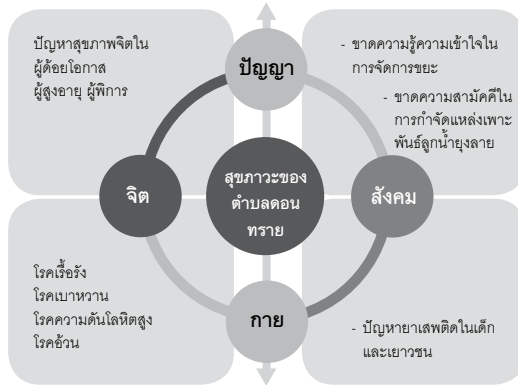 ปัญหาสุขภาพจิตใน
ผู้ด้อยโอกาส
ผู้สูงอายุ ผู้พิการ
ปัญญา
- ขาดความรู้ความเข้าใจใน
การจัดการขยะ
- ขาดความสามัคคีใน
การกำจัดแหล่งเพาะ
พันธ์ลูกน้ำยุงลาย
จิต
สุขภาวะของ
ตำบลดอน
ทราย
สังคม
โรคเรื้อรัง
โรคเบาหวาน
โรคความดันโลหิตสูง
โรคอ้วน
กาย
- ปัญหายาเสพติดในเด็ก
และเยาวชน